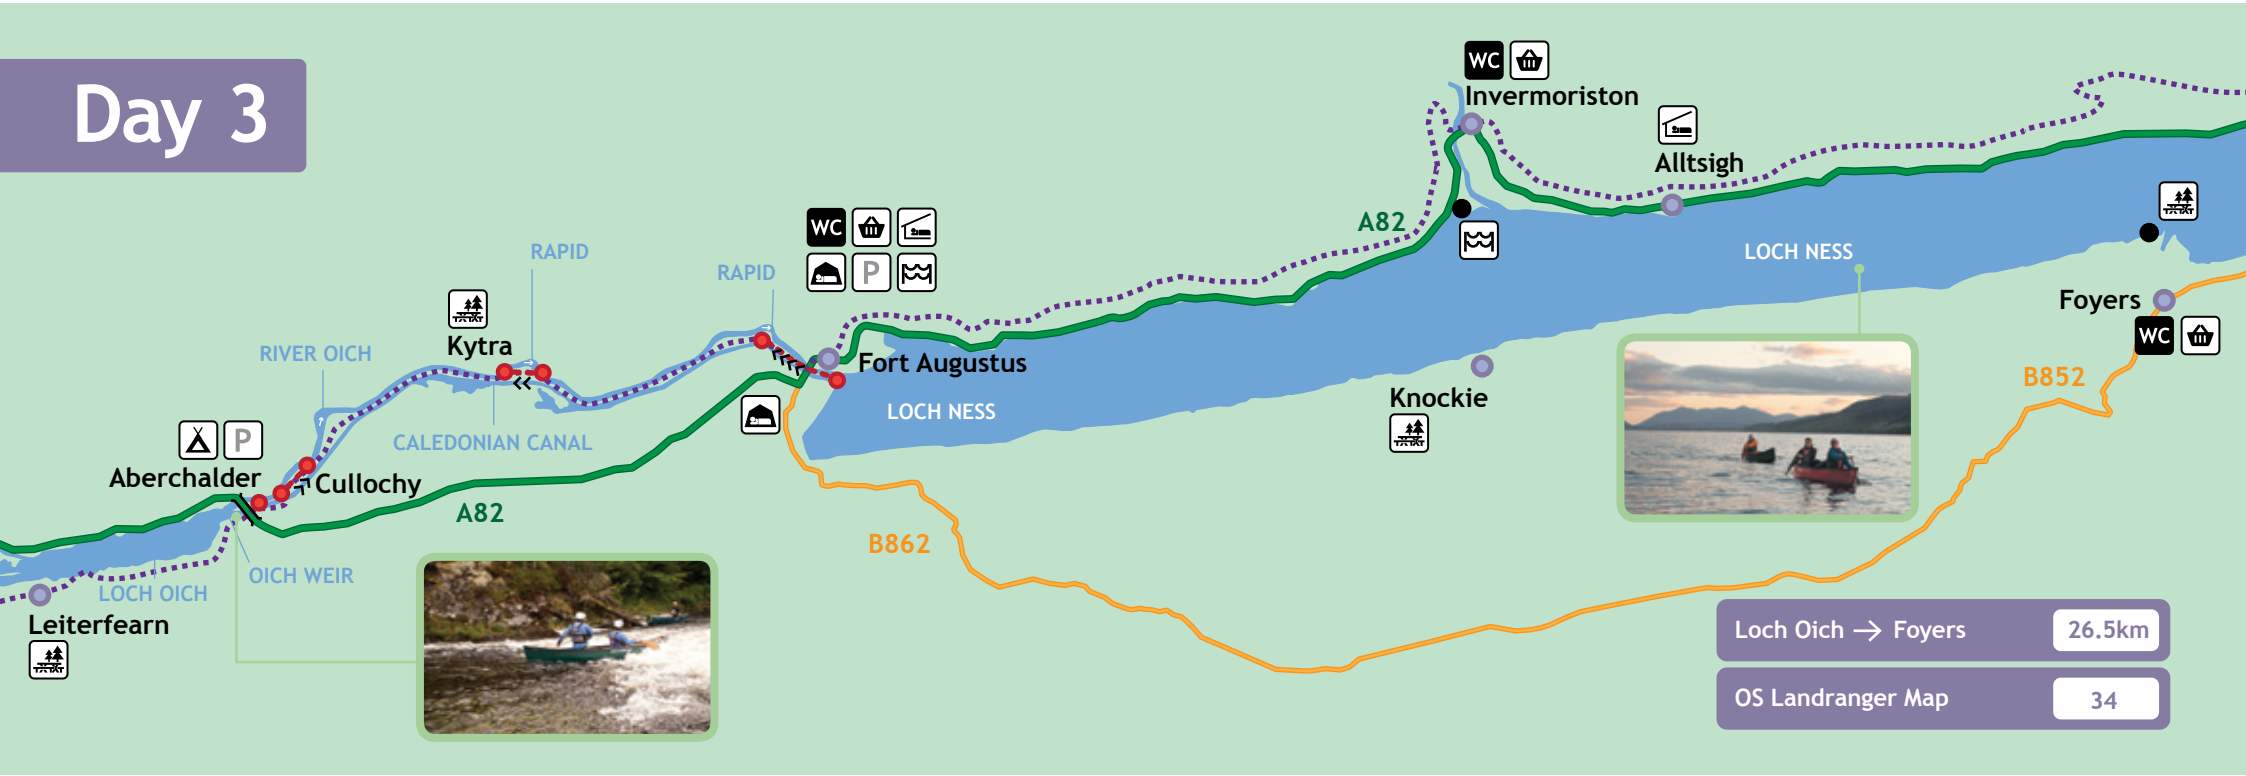 Day 3
WC
Invermoriston
Alltsigh
A82
WC
P
RAPID
RAPID
LOCH NESS
Kytra
RIVER OICH
Foyers
WC
Fort Augustus
Knockie
B852
LOCH NESS
CALEDONIAN CANAL
P
Aberchalder
Cullochy
A82
B862
OICH WEIR
LOCH OICH
Leiterfearn
Loch Oich → Foyers 26.5km
OS Landranger Map 34